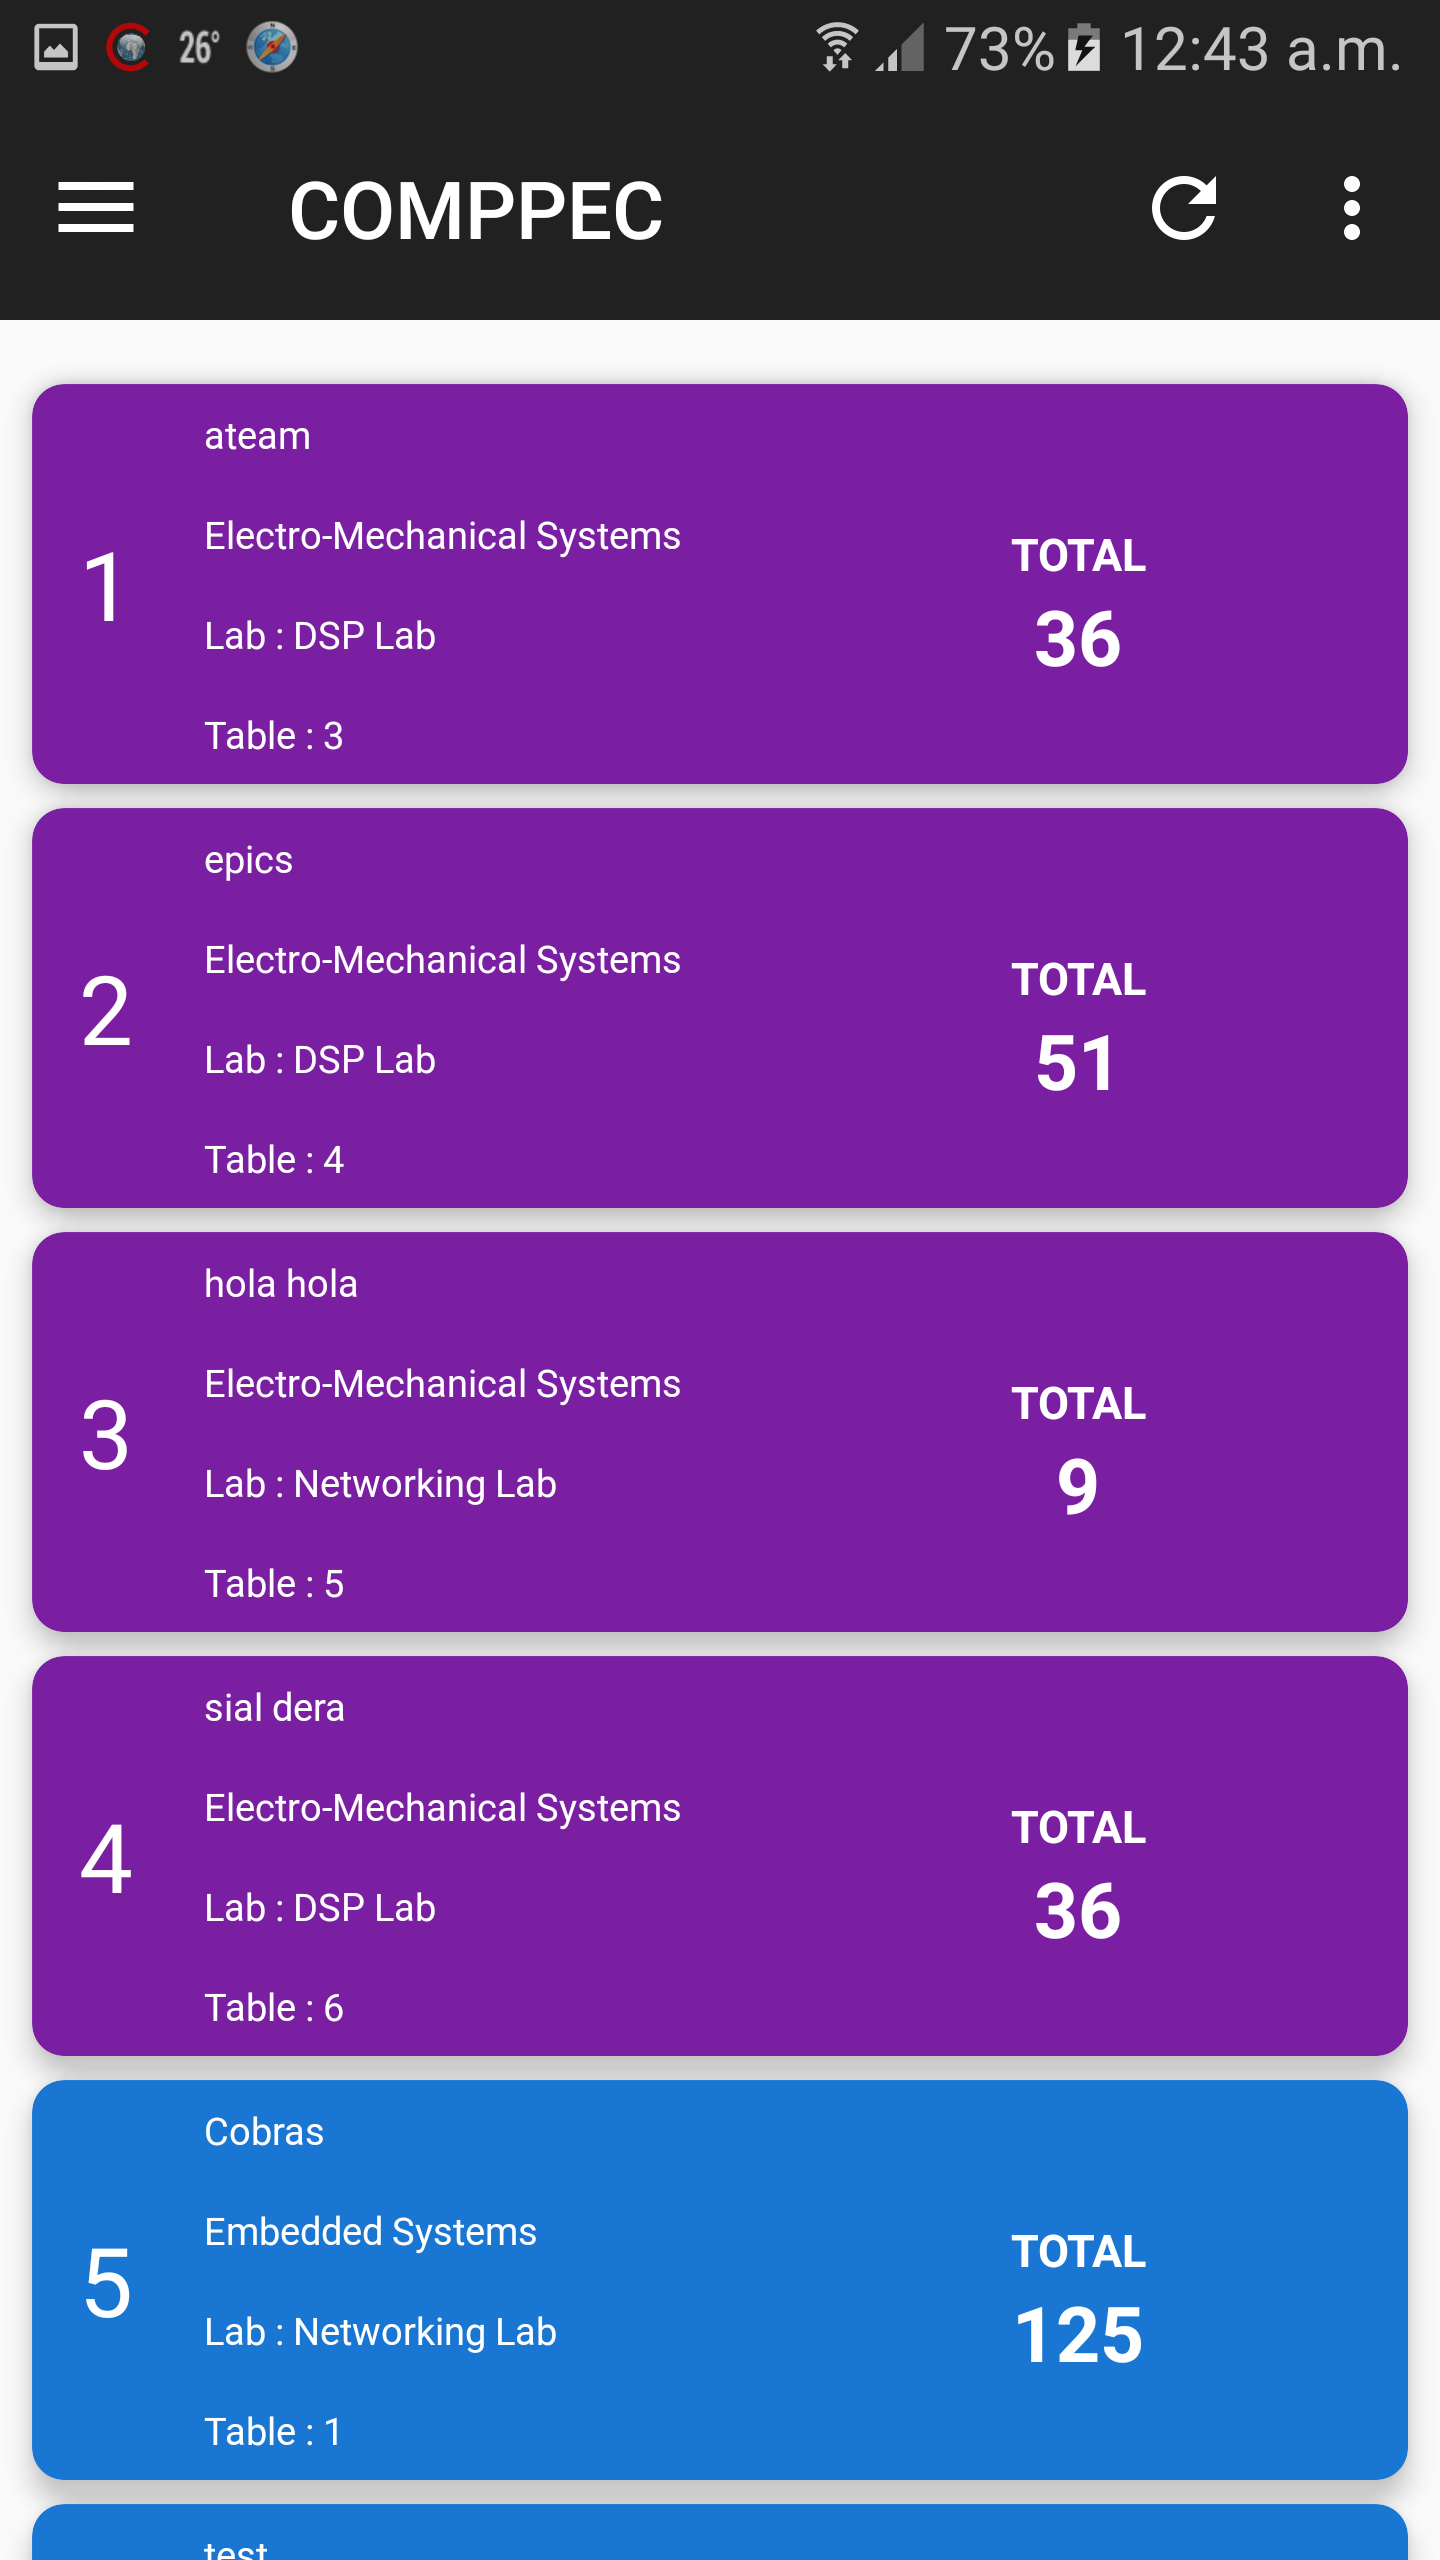 26° 73% 12:43 a.m.
COMPPEC
1
ateam
Electro-Mechanical Systems
Lab : DSP Lab
Table : 3
TOTAL
36
2
epics
Electro-Mechanical Systems
Lab : DSP Lab
Table : 4
TOTAL
51
3
hola hola
Electro-Mechanical Systems
Lab : Networking Lab
Table : 5
TOTAL
9
4
sial dera
Electro-Mechanical Systems
Lab : DSP Lab
Table : 6
TOTAL
36
5
Cobras
Embedded Systems
Lab : Networking Lab
Table : 1
TOTAL
125
test